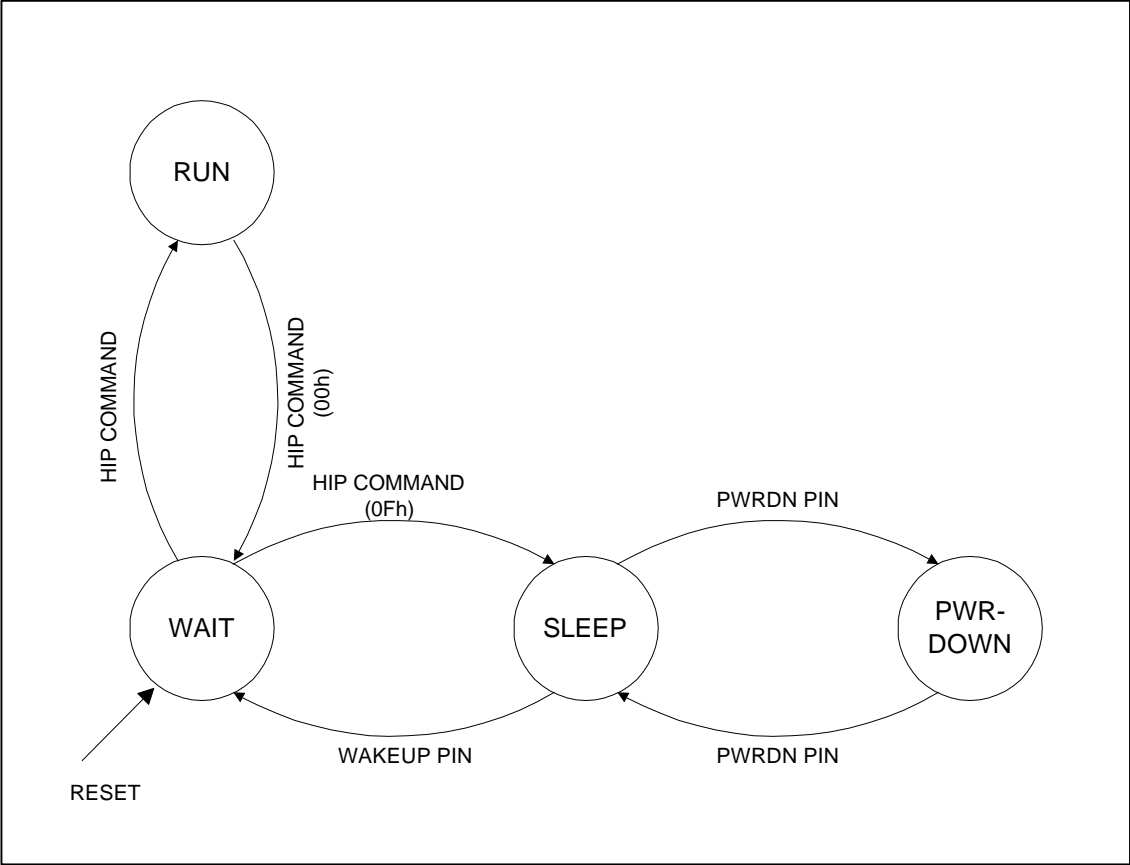 RUN
HIP COMMAND
HIP COMMAND
(00h)
HIP COMMAND
(0Fh)
PWRDN PIN
WAIT
SLEEP
PWR-
DOWN
WAKEUP PIN
PWRDN PIN
RESET